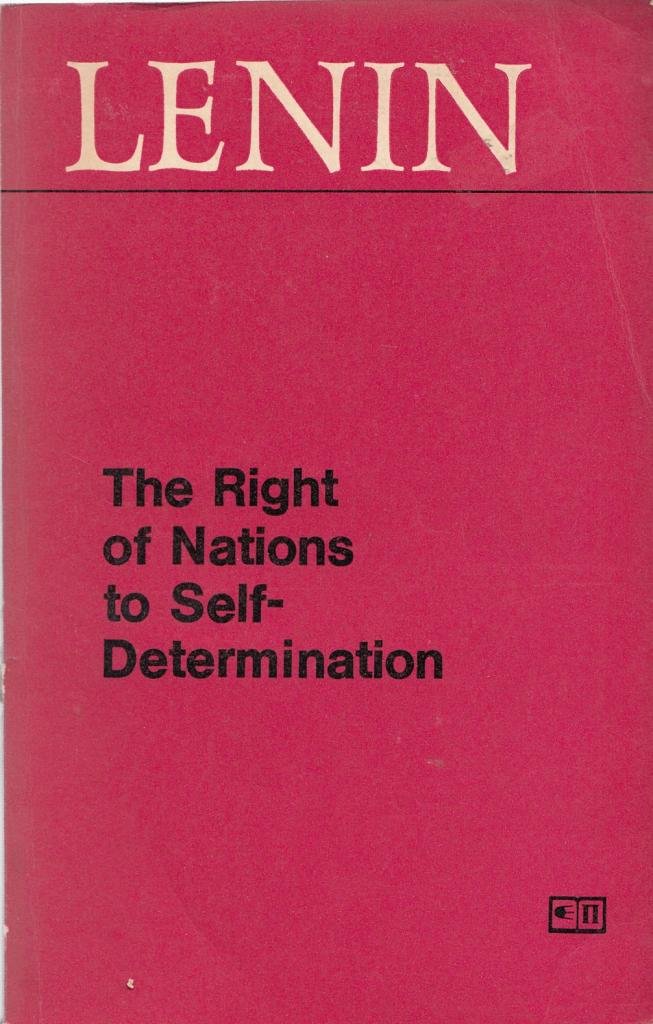 LENIN
The Right
of Nations
to Self-
Determination
П